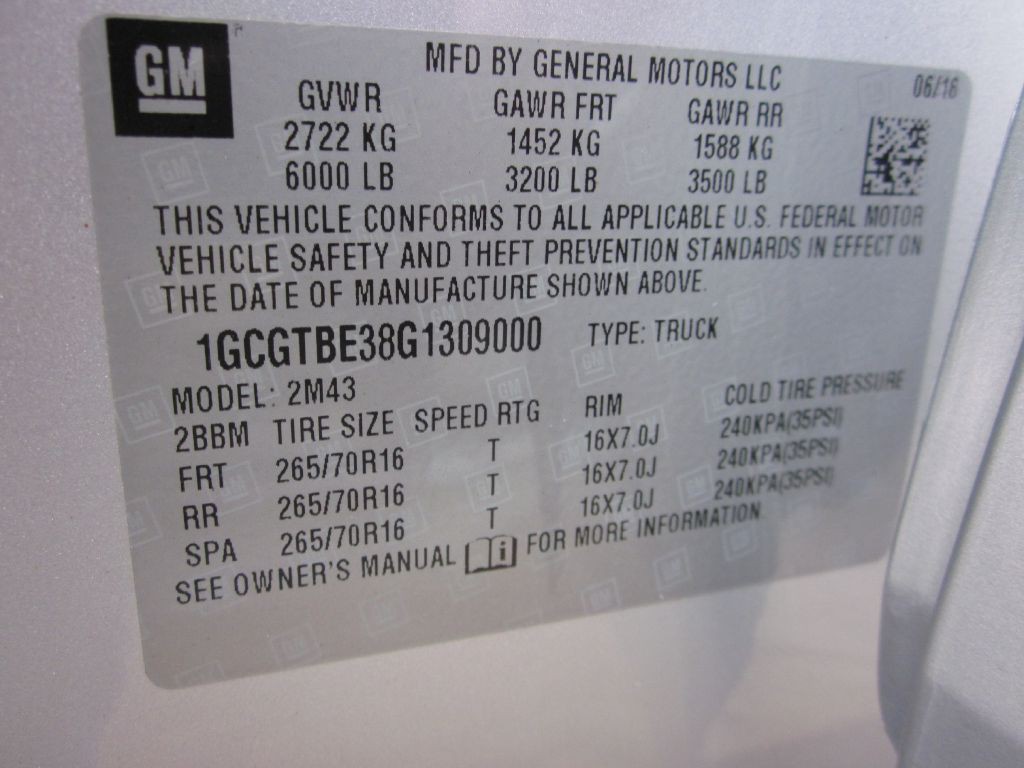 GM
MFD BY GENERAL MOTORS LLC 06/16
GVWR GAWR FRT GAWR RR
2722 KG 1452 KG 1588 KG
6000 LB 3200 LB 3500 LB
THIS VEHICLE CONFORMS TO ALL APPLICABLE U.S. FEDERAL MOTOR
VEHICLE SAFETY AND THEFT PREVENTION STANDARDS IN EFFECT ON
THE DATE OF MANUFACTURE SHOWN ABOVE.
1GCGTBE38G1309000 TYPE: TRUCK
MODEL: 2M43
2BBM TIRE SIZE SPEED RTG RIM COLD TIRE PRESSURE
FRT 265/70R16 T 16X7.0J 240KPA(35PSI)
RR 265/70R16 T 16X7.0J 240KPA(35PSI)
SPA 265/70R16 T 16X7.0J 240KPA(35PSI)
SEE OWNER'S MANUAL i FOR MORE INFORMATION.